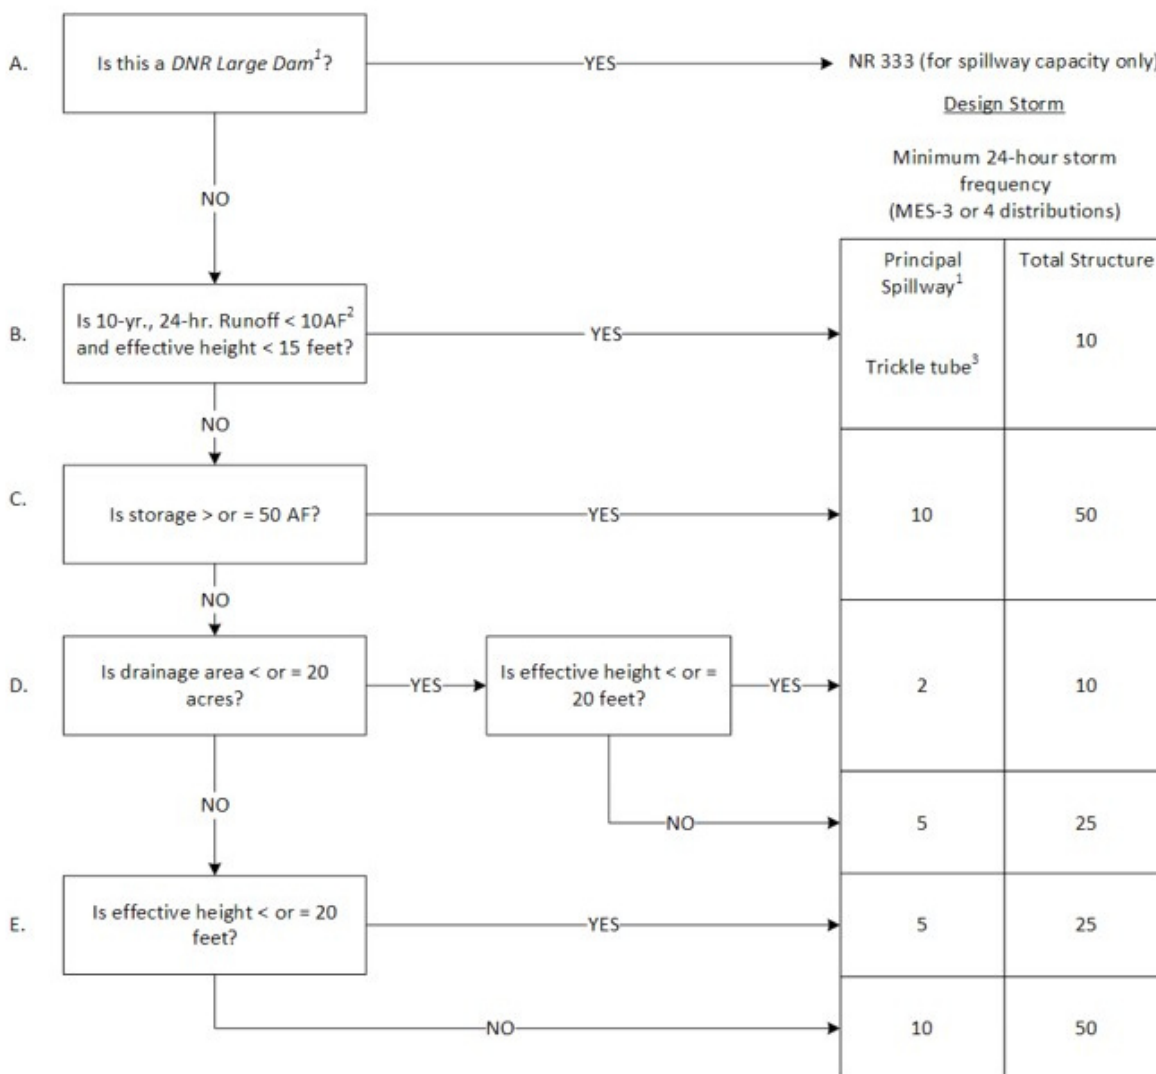 A.
Is this a DNR Large Dam¹?
YES
NR 333 (for spillway capacity only)
Design Storm
Minimum 24-hour storm
frequency
(MES-3 or 4 distributions)
NO
Principal
Spillway¹
Total Structure
B.
Is 10-yr., 24-hr. Runoff < 10AF²
and effective height < 15 feet?
YES
Trickle tube³
10
NO
C.
Is storage > or = 50 AF?
YES
10
50
NO
D.
Is drainage area < or = 20
acres?
YES
Is effective height < or =
20 feet?
YES
2
10
NO
NO
5
25
E.
Is effective height < or = 20
feet?
YES
5
25
NO
10
50